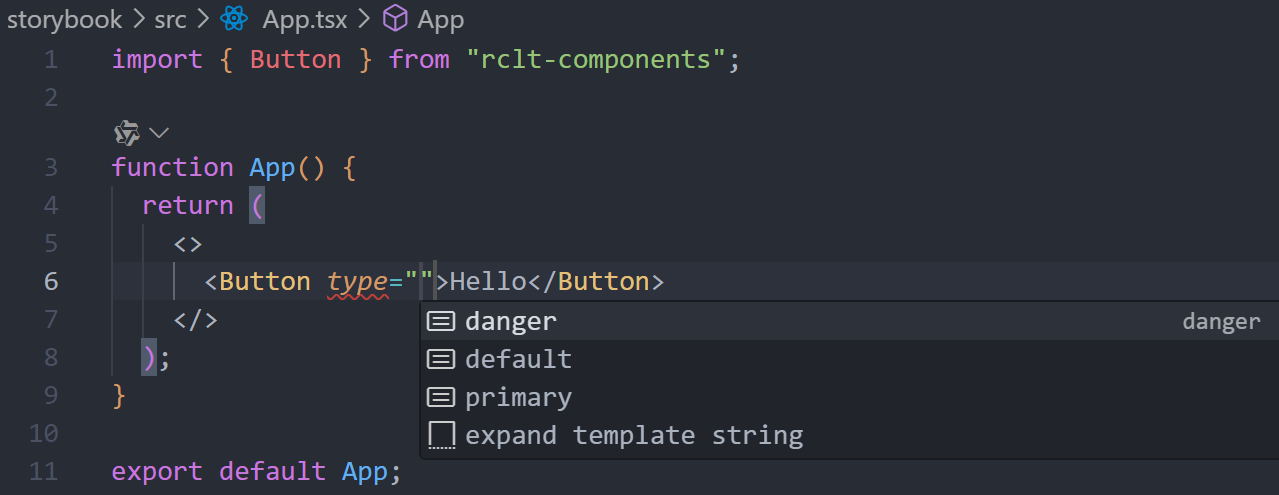 storybook > src > App.tsx > App
1 import { Button } from "rclt-components";
2
3 function App() {
4 return (
5 <>
6 <Button type="">Hello</Button>
7 </>
8 );
9 }
10
11 export default App;
danger danger
default
primary
expand template string